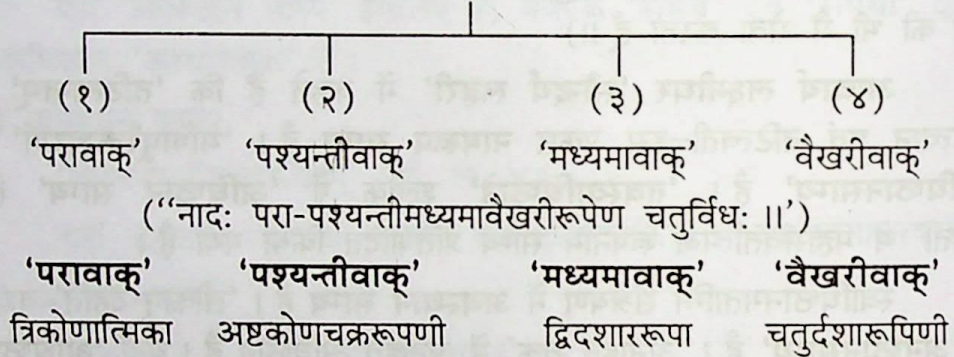 (१) (२) (३) (४)
'परावाक्' 'पश्यन्तीवाक्' 'मध्यमावाक्' 'वैखरीवाक्'
(“नादः परा-पश्यन्तीमध्यमावैखरीरूपेण चतुर्विधः ॥')
'परावाक्' 'पश्यन्तीवाक्' 'मध्यमावाक्' 'वैखरीवाक्'
त्रिकोणात्मिका अष्टकोणचक्ररूपणी द्विदशाररूपा चतुर्दशारूपिणी